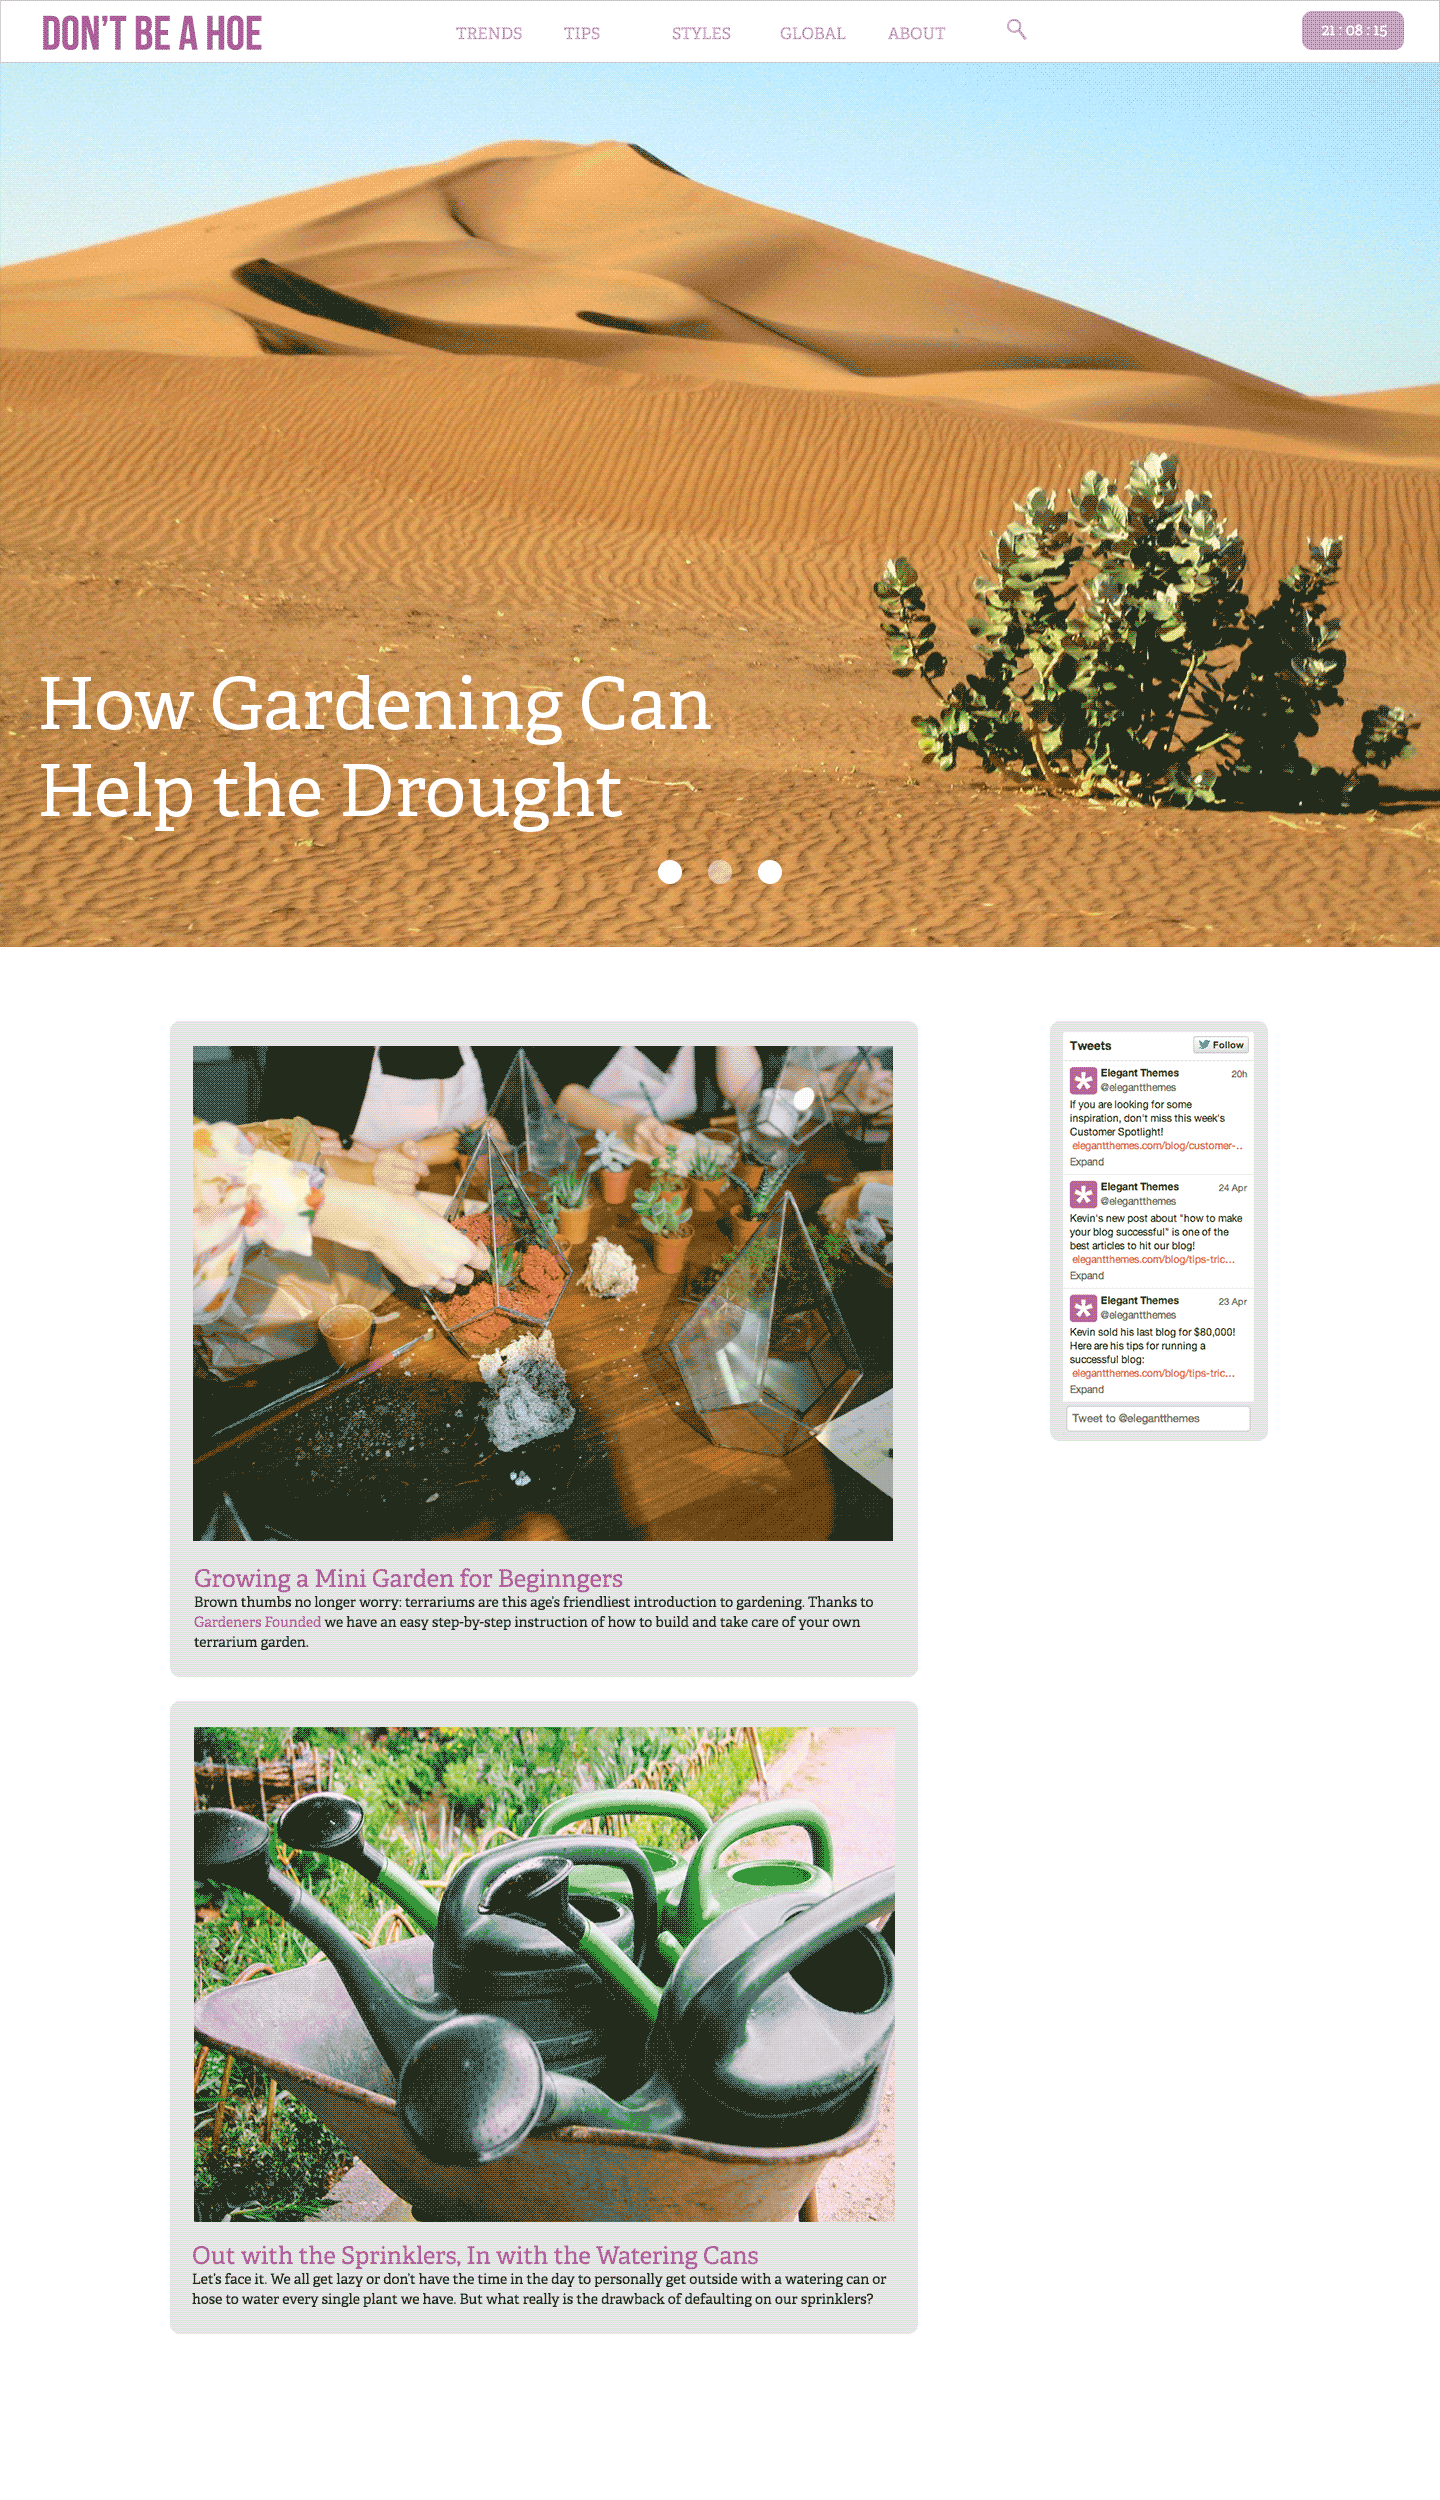 DON'T BE A HOE
TRENDS TIPS STYLES GLOBAL ABOUT
21 : 08 : 15
How Gardening Can
Help the Drought
Growing a Mini Garden for Beginngers
Brown thumbs no longer worry: terrariums are this age's friendliest introduction to gardening. Thanks to
Gardeners Founded we have an easy step-by-step instruction of how to build and take care of your own
terrarium garden.
Out with the Sprinklers, In with the Watering Cans
Let's face it. We all get lazy or don't have the time in the day to personally get outside with a watering can or
hose to water every single plant we have. But what really is the drawback of defaulting on our sprinklers?
Tweets Follow
Elegant Themes 20h
@elegantthemes
If you are looking for some
inspiration, don't miss this week's
Customer Spotlight!
elegantthemes.com/blog/customer-..
Expand
Elegant Themes 24 Apr
@elegantthemes
Kevin's new post about "how to make
your blog successful" is one of the
best articles to hit our blog!
elegantthemes.com/blog/tips-tric...
Expand
Elegant Themes 23 Apr
@elegantthemes
Kevin sold his last blog for $80,000!
Here are his tips for running a
successful blog:
elegantthemes.com/blog/tips-tric...
Expand
Tweet to @elegantthemes